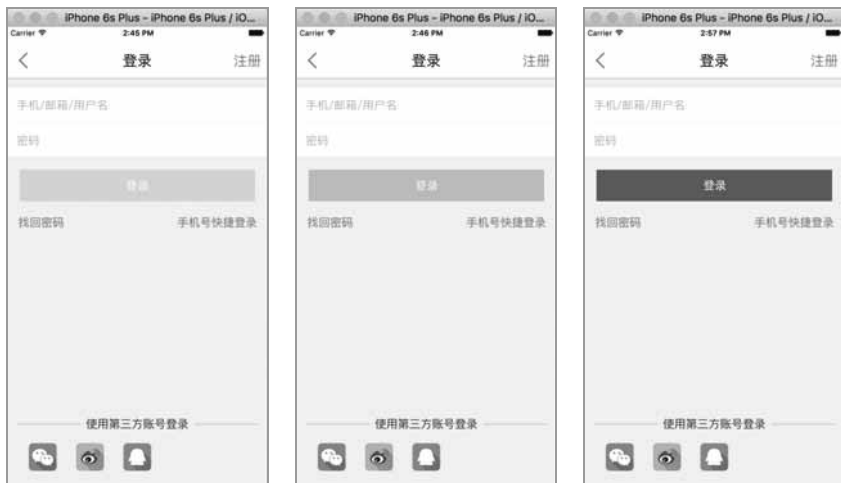 iPhone 6s Plus – iPhone 6s Plus / iO...
Carrier 2:45 PM
登录 注册
手机/邮箱/用户名
密码
登录
找回密码 手机号快捷登录
使用第三方账号登录
iPhone 6s Plus – iPhone 6s Plus / iO...
Carrier 2:46 PM
登录 注册
手机/邮箱/用户名
密码
登录
找回密码 手机号快捷登录
使用第三方账号登录
iPhone 6s Plus – iPhone 6s Plus / iO...
Carrier 2:57 PM
登录 注册
手机/邮箱/用户名
密码
登录
找回密码 手机号快捷登录
使用第三方账号登录